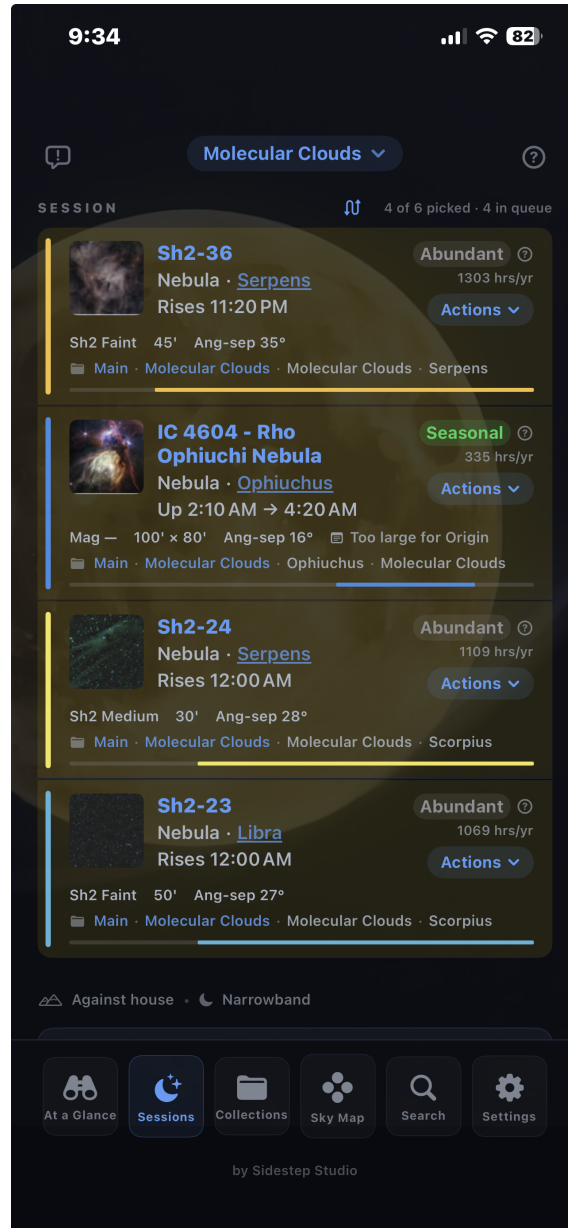 9:34
82
Molecular Clouds
?
SESSION
4 of 6 picked · 4 in queue
Sh2-36
Abundant ?
Nebula · Serpens
1303 hrs/yr
Rises 11:20 PM
Actions
Sh2 Faint 45' Ang-sep 35°
Main · Molecular Clouds · Molecular Clouds · Serpens
IC 4604 - Rho
Ophiuchi Nebula
Seasonal ?
335 hrs/yr
Nebula · Ophiuchus
Actions
Up 2:10 AM → 4:20 AM
Mag — 100' × 80' Ang-sep 16° Too large for Origin
Main · Molecular Clouds · Ophiuchus · Molecular Clouds
Sh2-24
Abundant ?
Nebula · Serpens
1109 hrs/yr
Rises 12:00 AM
Actions
Sh2 Medium 30' Ang-sep 28°
Main · Molecular Clouds · Molecular Clouds · Scorpius
Sh2-23
Abundant ?
Nebula · Libra
1069 hrs/yr
Rises 12:00 AM
Actions
Sh2 Faint 50' Ang-sep 27°
Main · Molecular Clouds · Molecular Clouds · Scorpius
Against house • Narrowband
At a Glance
Sessions
Collections
Sky Map
Search
Settings
by Sidestep Studio